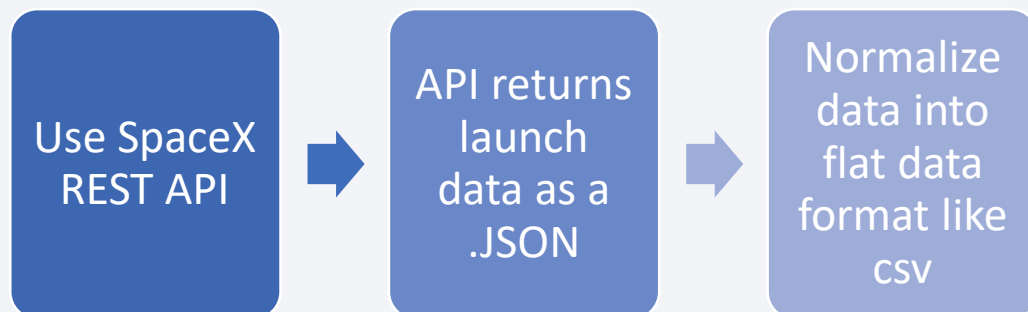 Use SpaceX
REST API
API returns
launch
data as a
.JSON
Normalize
data into
flat data
format like
csv